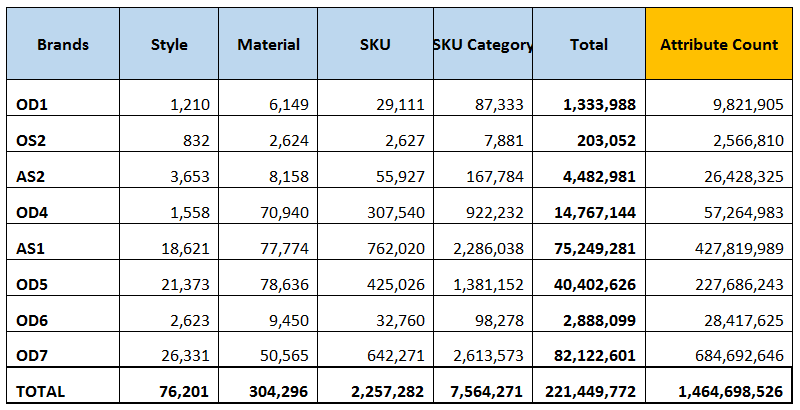 Brands Style Material SKU SKU Category Total Attribute Count
OD1 1,210 6,149 29,111 87,333 1,333,988 9,821,905
OS2 832 2,624 2,627 7,881 203,052 2,566,810
AS2 3,653 8,158 55,927 167,784 4,482,981 26,428,325
OD4 1,558 70,940 307,540 922,232 14,767,144 57,264,983
AS1 18,621 77,774 762,020 2,286,038 75,249,281 427,819,989
OD5 21,373 78,636 425,026 1,381,152 40,402,626 227,686,243
OD6 2,623 9,450 32,760 98,278 2,888,099 28,417,625
OD7 26,331 50,565 642,271 2,613,573 82,122,601 684,692,646
TOTAL 76,201 304,296 2,257,282 7,564,271 221,449,772 1,464,698,526